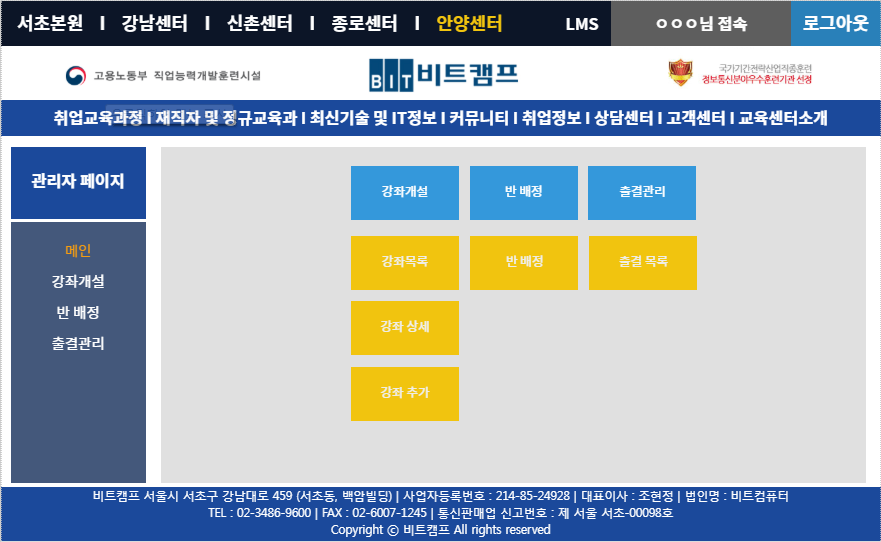 서초본원 I 강남센터 I 신촌센터 I 종로센터 I 안양센터 LMS ㅇㅇㅇ님 접속 로그아웃
고용노동부 직업능력개발훈련시설 BIT 비트캠프 국가기간전략산업직종훈련
정보통신분야우수훈련기관 선정
취업교육과정 I 재직자 및 정규교육과 I 최신기술 및 IT정보 I 커뮤니티 I 취업정보 I 상담센터 I 고객센터 I 교육센터소개
관리자 페이지
메인
강좌개설
반 배정
출결관리
강좌개설 반 배정 출결관리
강좌목록 반 배정 출결 목록
강좌 상세
강좌 추가
비트캠프 서울시 서초구 강남대로 459 (서초동, 백암빌딩) | 사업자등록번호 : 214-85-24928 | 대표이사 : 조현정 | 법인명 : 비트컴퓨터
TEL : 02-3486-9600 | FAX : 02-6007-1245 | 통신판매업 신고번호 : 제 서울 서초-00098호
Copyright ⓒ 비트캠프 All rights reserved